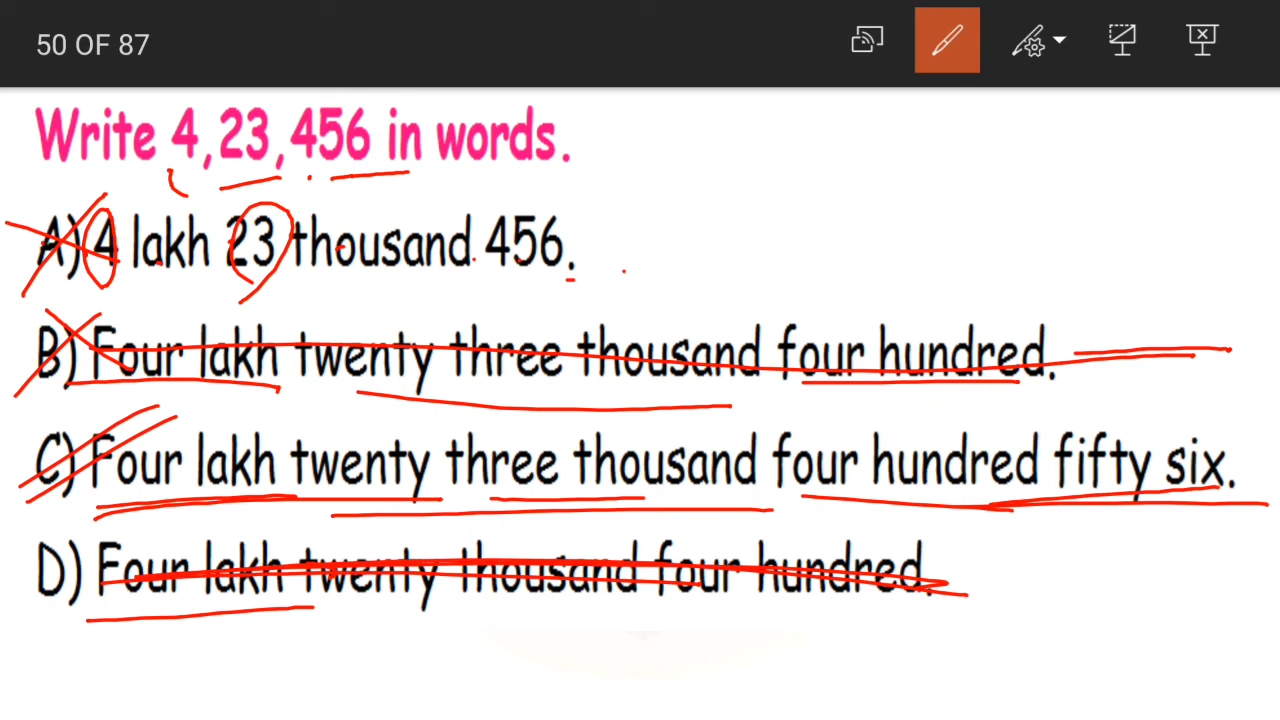 50 OF 87
Write 4,23,456 in words.
A) 4 lakh 23 thousand 456.
B) Four lakh twenty three thousand four hundred.
C) Four lakh twenty three thousand four hundred fifty six.
D) Four lakh twenty thousand four hundred.